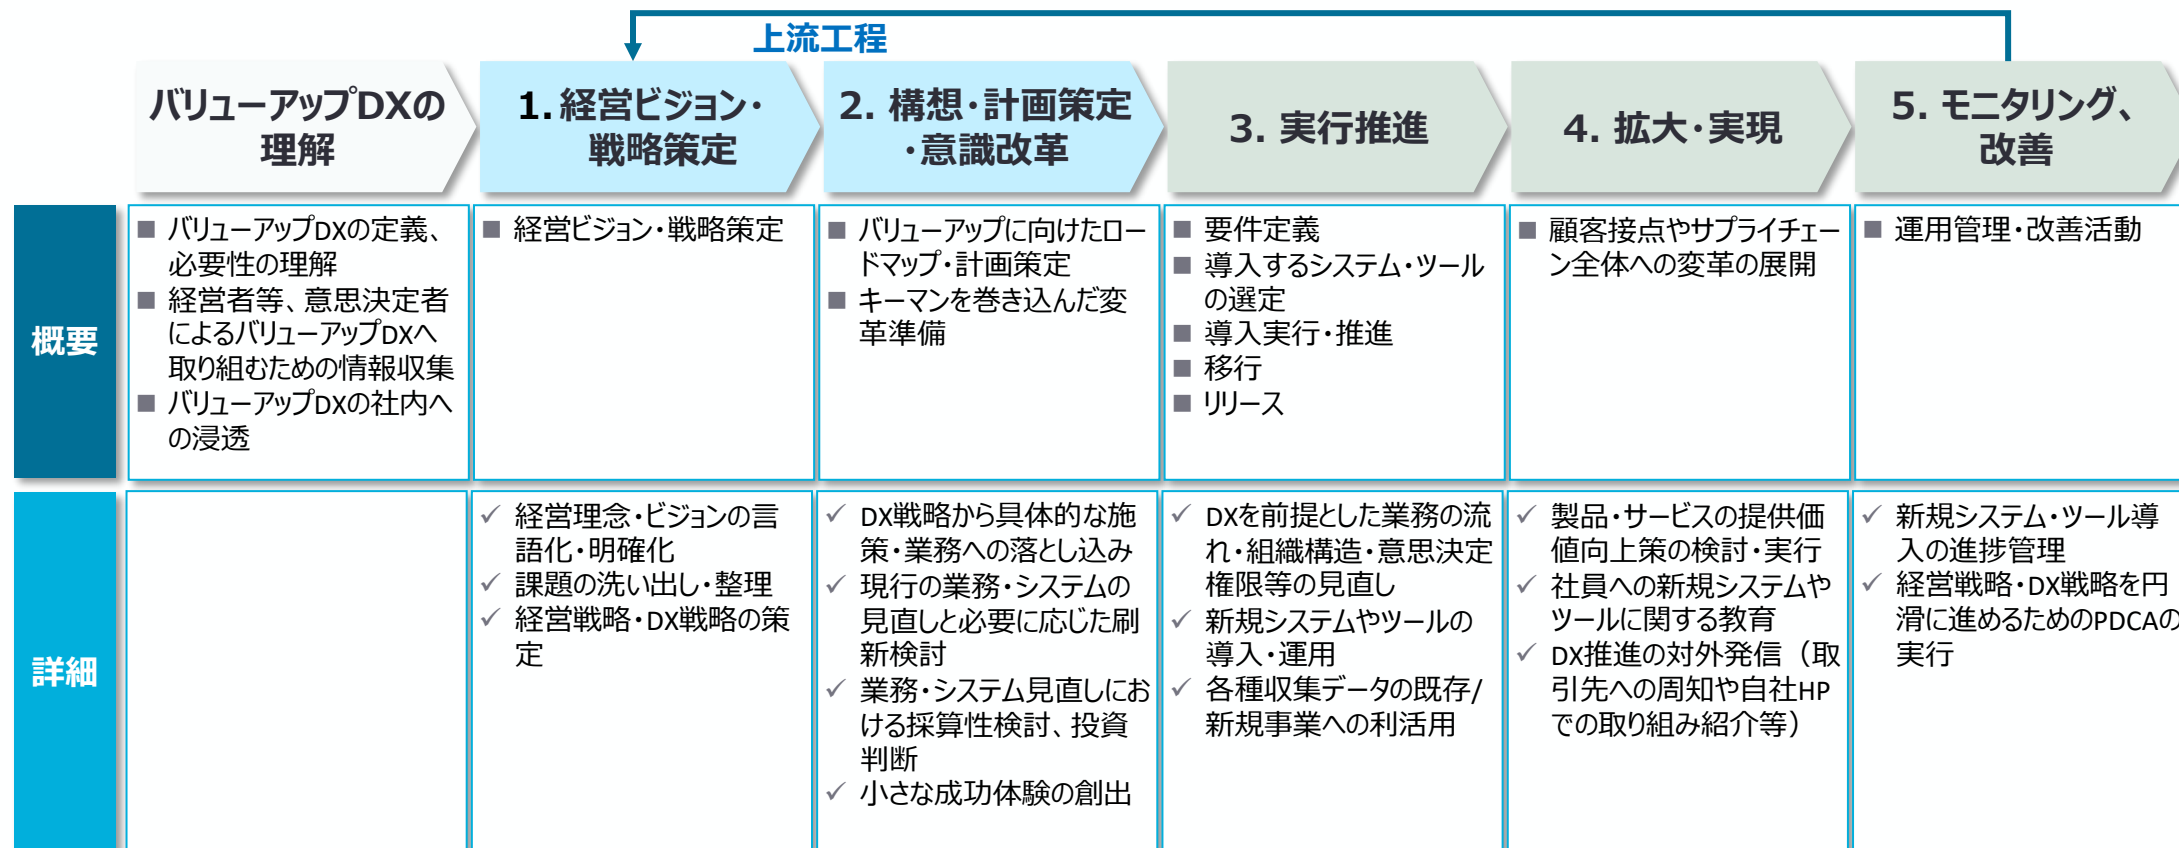 上流工程
バリューアップDXの
理解
1. 経営ビジョン・
戦略策定
2. 構想・計画策定
・意識改革
3. 実行推進
4. 拡大・実現
5. モニタリング、
改善
概要
■ バリューアップDXの定義、
必要性の理解
■ 経営者等、意思決定者
によるバリューアップDXへ
取り組むための情報収集
■ バリューアップDXの社内へ
の浸透
■ 経営ビジョン・戦略策定
■ バリューアップに向けたロー
ドマップ・計画策定
■ キーマンを巻き込んだ変
革準備
■ 要件定義
■ 導入するシステム・ツール
の選定
■ 導入実行・推進
■ 移行
■ リリース
■ 顧客接点やサプライチェー
ン全体への変革の展開
■ 運用管理・改善活動
詳細
✓ 経営理念・ビジョンの言
語化・明確化
✓ 課題の洗い出し・整理
✓ 経営戦略・DX戦略の策
定
✓ DX戦略から具体的な施
策・業務への落とし込み
✓ 現行の業務・システムの
見直しと必要に応じた刷
新検討
✓ 業務・システム見直しにお
ける採算性検討、投資
判断
✓ 小さな成功体験の創出
✓ DXを前提とした業務の流
れ・組織構造・意思決定
権限等の見直し
✓ 新規システムやツールの
導入・運用
✓ 各種収集データの既存/
新規事業への利活用
✓ 製品・サービスの提供価
値向上策の検討・実行
✓ 社員への新規システムや
ツールに関する教育
✓ DX推進の対外発信（取
引先への周知や自社HP
での取り組み紹介等）
✓ 新規システム・ツール導
入の進捗管理
✓ 経営戦略・DX戦略を円
滑に進めるためのPDCAの
実行